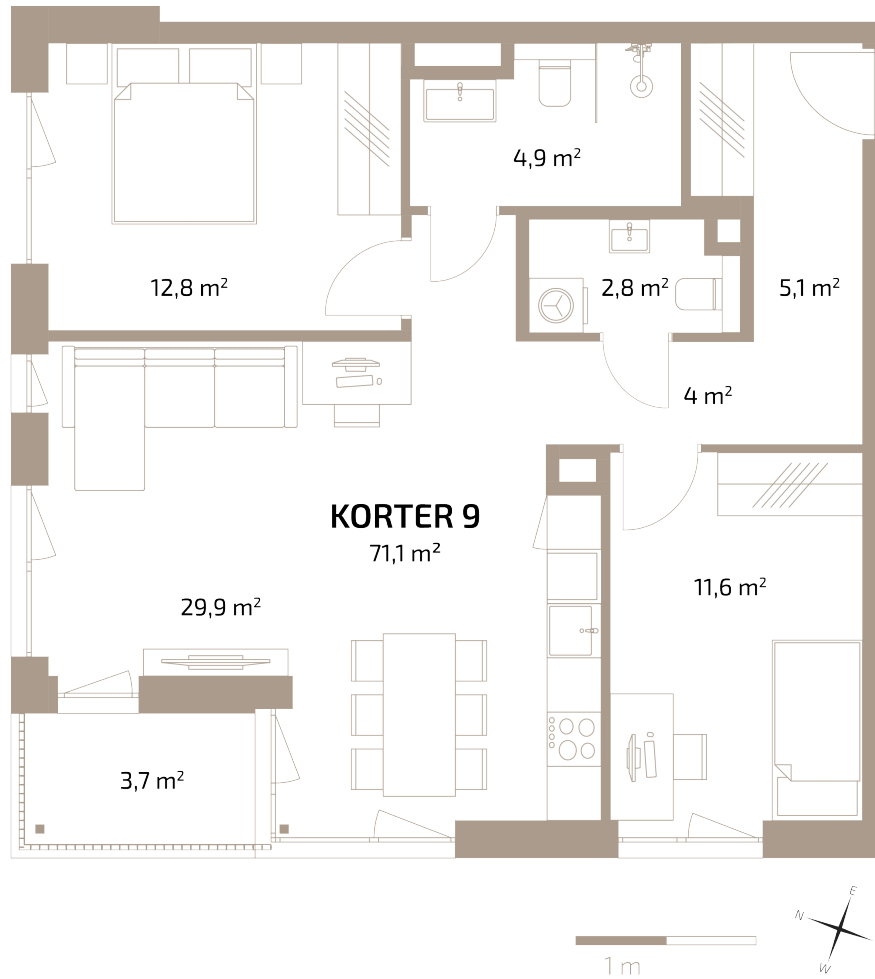 4,9 m²
12,8 m²
2,8 m²
5,1 m²
4 m²
KORTER 9
71,1 m²
11,6 m²
29,9 m²
3,7 m²
E
N
W
1 m